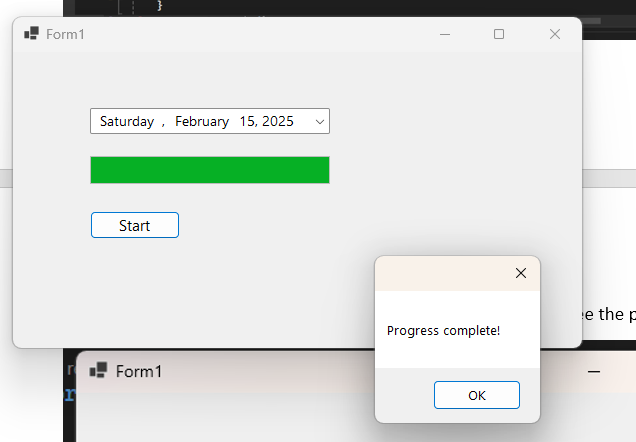 }
Form1
Saturday , February 15, 2025
Start
Progress complete!
ee the p
OK
Form1